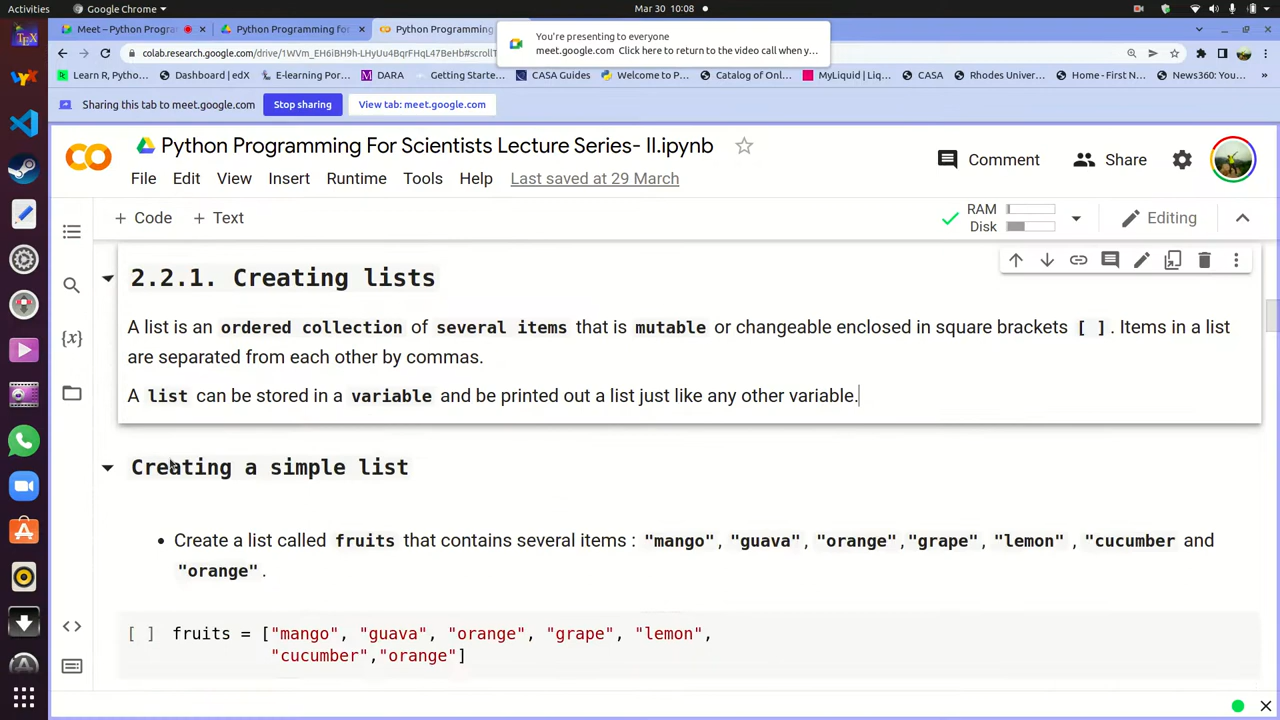 Activities
Google Chrome
Mar 30 10:08
Meet – Python Progra
Python Programming For
Python Programming
You're presenting to everyone
meet.google.com Click here to return to the video call when y...
colab.research.google.com/drive/1WVm_EH6iBH9h-LHyUu4BqrFHqL47BeHb#scrollT
Learn R, Pytho...
Dashboard | edX
E-learning Por...
DARA
Getting Starte...
CASA Guides
Welcome to P...
Catalog of Onl...
MyLiquid | Liq...
CASA
Rhodes Univer...
Home - First N...
News360: You...
Sharing this tab to meet.google.com
Stop sharing
View tab: meet.google.com
Python Programming For Scientists Lecture Series- II.ipynb
Comment
Share
File Edit View Insert Runtime Tools Help Last saved at 29 March
+ Code + Text
RAM
Disk
Editing
2.2.1. Creating lists
A list is an ordered collection of several items that is mutable or changeable enclosed in square brackets [ ]. Items in a list
are separated from each other by commas.
A list can be stored in a variable and be printed out a list just like any other variable.
Creating a simple list
• Create a list called fruits that contains several items : "mango", "guava", "orange","grape", "lemon" , "cucumber and
"orange" .
[ ] fruits = ["mango", "guava", "orange", "grape", "lemon",
"cucumber","orange"]